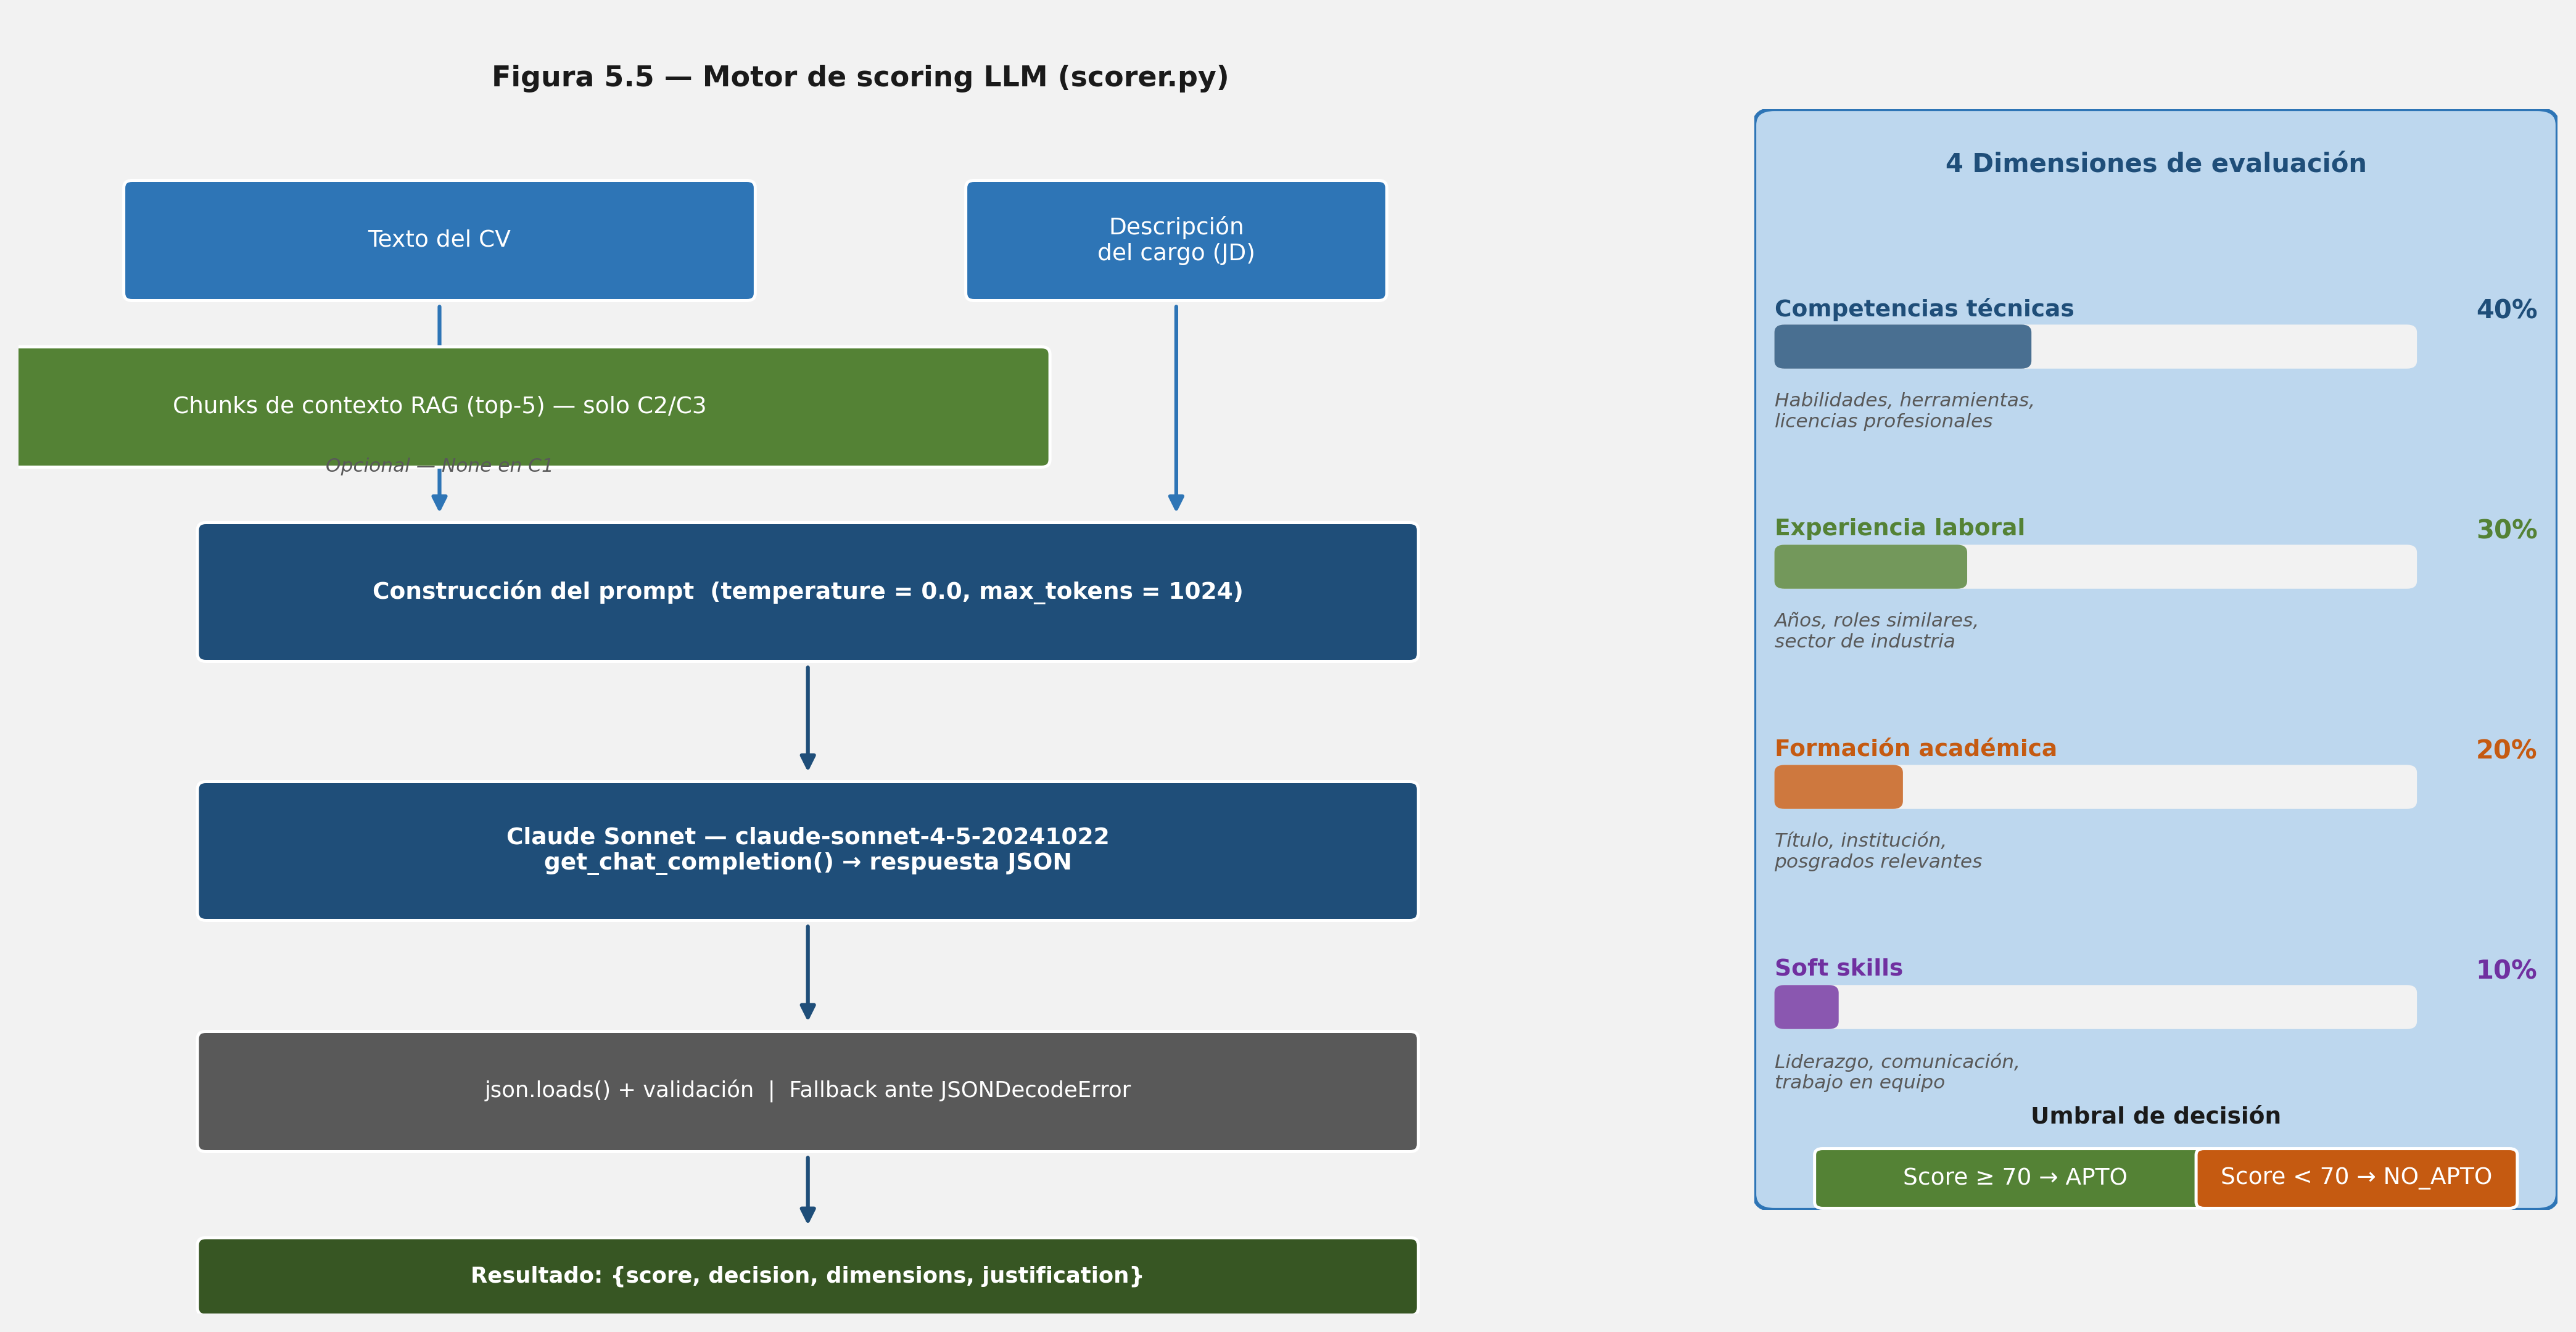 Figura 5.5 — Motor de scoring LLM (scorer.py)
Texto del CV
Descripción
del cargo (JD)
Chunks de contexto RAG (top-5) — solo C2/C3
Opcional — None en C1
Construcción del prompt  (temperature = 0.0, max_tokens = 1024)
Claude Sonnet — claude-sonnet-4-5-20241022
get_chat_completion() → respuesta JSON
json.loads() + validación  |  Fallback ante JSONDecodeError
Resultado: {score, decision, dimensions, justification}
4 Dimensiones de evaluación
Competencias técnicas 40%
Habilidades, herramientas,
licencias profesionales
Experiencia laboral 30%
Años, roles similares,
sector de industria
Formación académica 20%
Título, institución,
posgrados relevantes
Soft skills 10%
Liderazgo, comunicación,
trabajo en equipo
Umbral de decisión
Score ≥ 70 → APTO
Score < 70 → NO_APTO